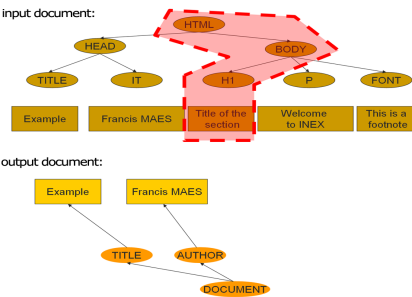 input document:
HTML
HEAD
BODY
TITLE IT H1 P FONT
Example Francis MAES Title of the section Welcome to INEX This is a footnote
output document:
Example Francis MAES
TITLE AUTHOR
DOCUMENT